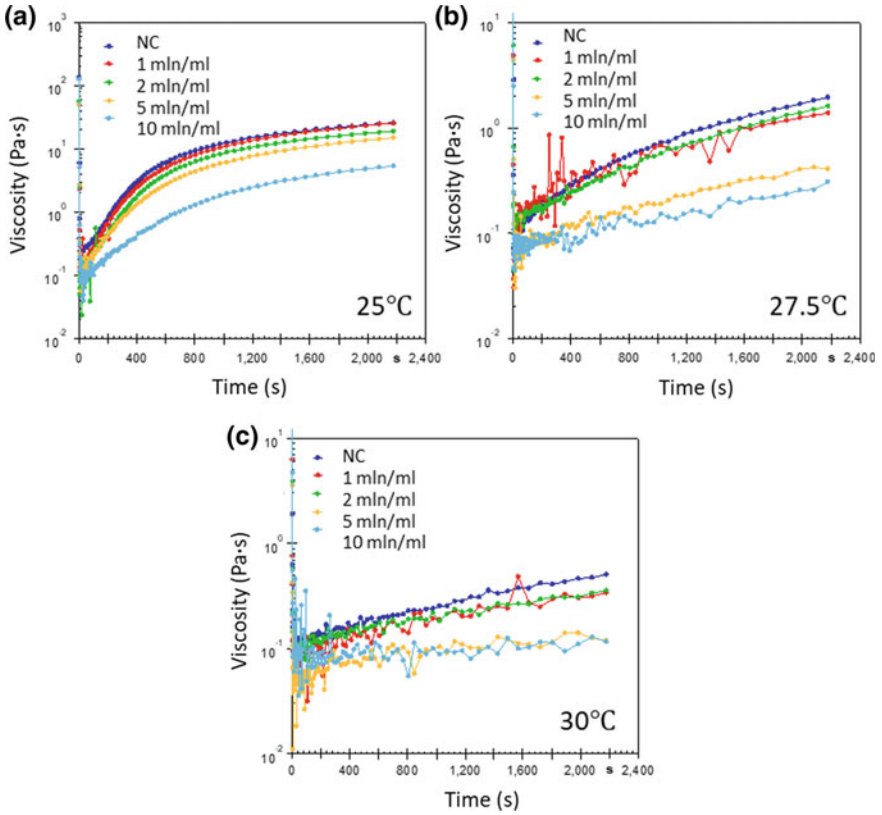 (a)
10³
NC
1 mln/ml
10²
2 mln/ml
5 mln/ml
10 mln/ml
10¹
Viscosity (Pa·s)
10⁰
10⁻¹
10⁻²
25°C
0 400 800 1,200 1,600 2,000 s 2,400
Time (s)
(b)
10¹
NC
1 mln/ml
2 mln/ml
5 mln/ml
10 mln/ml
10⁰
Viscosity (Pa·s)
10⁻¹
10⁻²
27.5°C
0 400 800 1,200 1,600 2,000 s 2,400
Time (s)
(c)
10¹
NC
1 mln/ml
2 mln/ml
5 mln/ml
10 mln/ml
10⁰
Viscosity (Pa·s)
10⁻¹
10⁻²
30°C
0 400 800 1,200 1,600 2,000 s 2,400
Time (s)